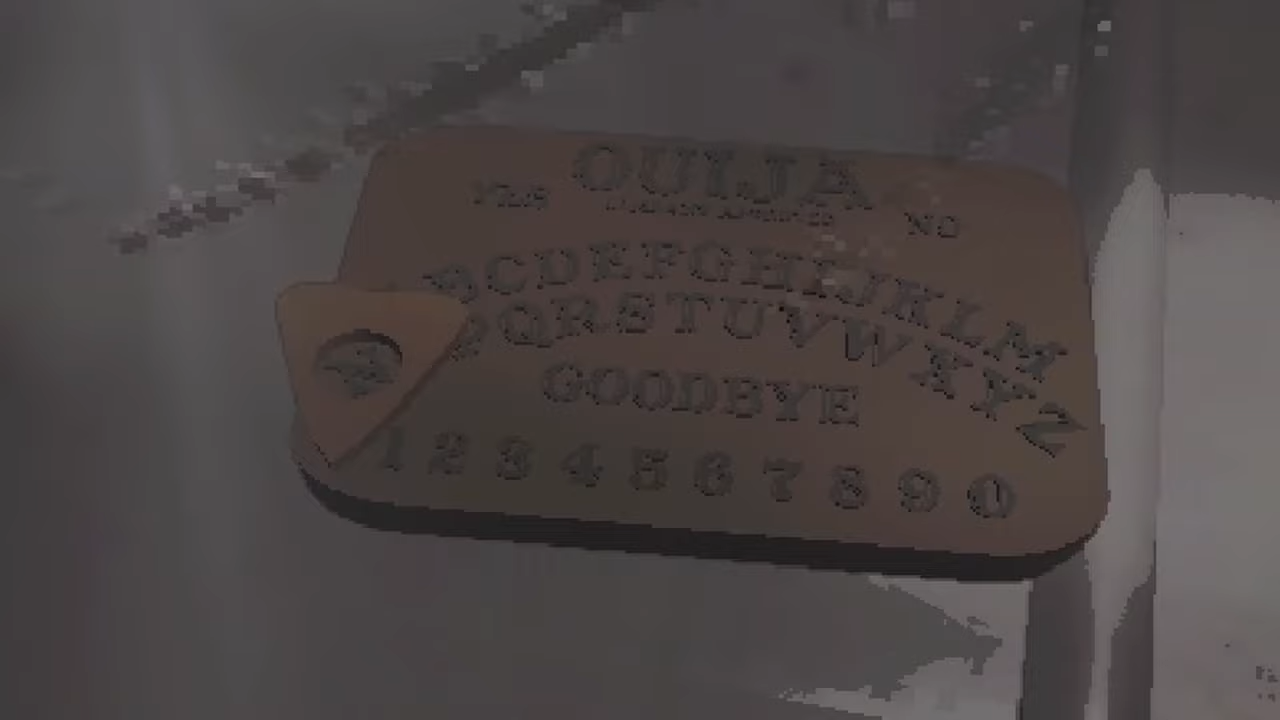 OUIJA
YES NO
BCDEFGHIJKLM
QRSTUVWXYZ
GOODBYE
1234567890